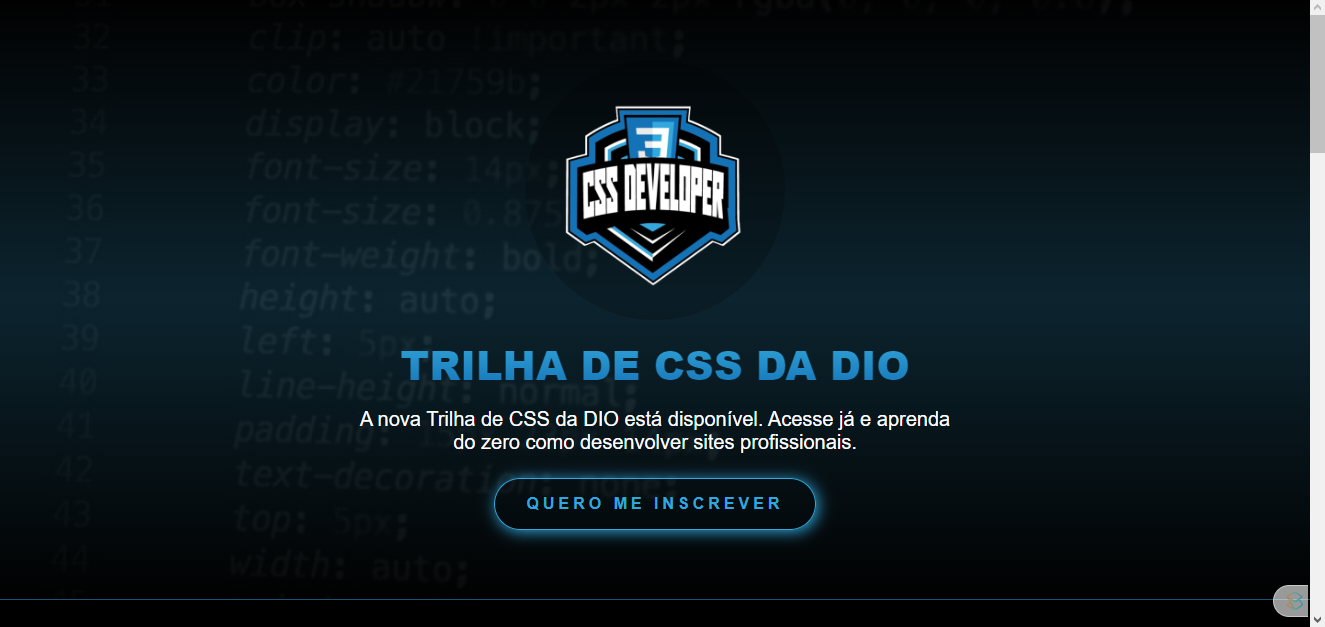 32 clip: auto !important;
33 color: #21759b;
34 display: block;
35 font-size: 14px;
36 font-size: 0.875
37 font-weight: bold;
38 height: auto;
39 left: 5px;
40 line-height: normal;
41 padding:
42 text-decoration: none;
43 top: 5px;
44 width: auto;
CSS DEVELOPER
TRILHA DE CSS DA DIO
A nova Trilha de CSS da DIO está disponível. Acesse já e aprenda
do zero como desenvolver sites profissionais.
QUERO ME INSCREVER